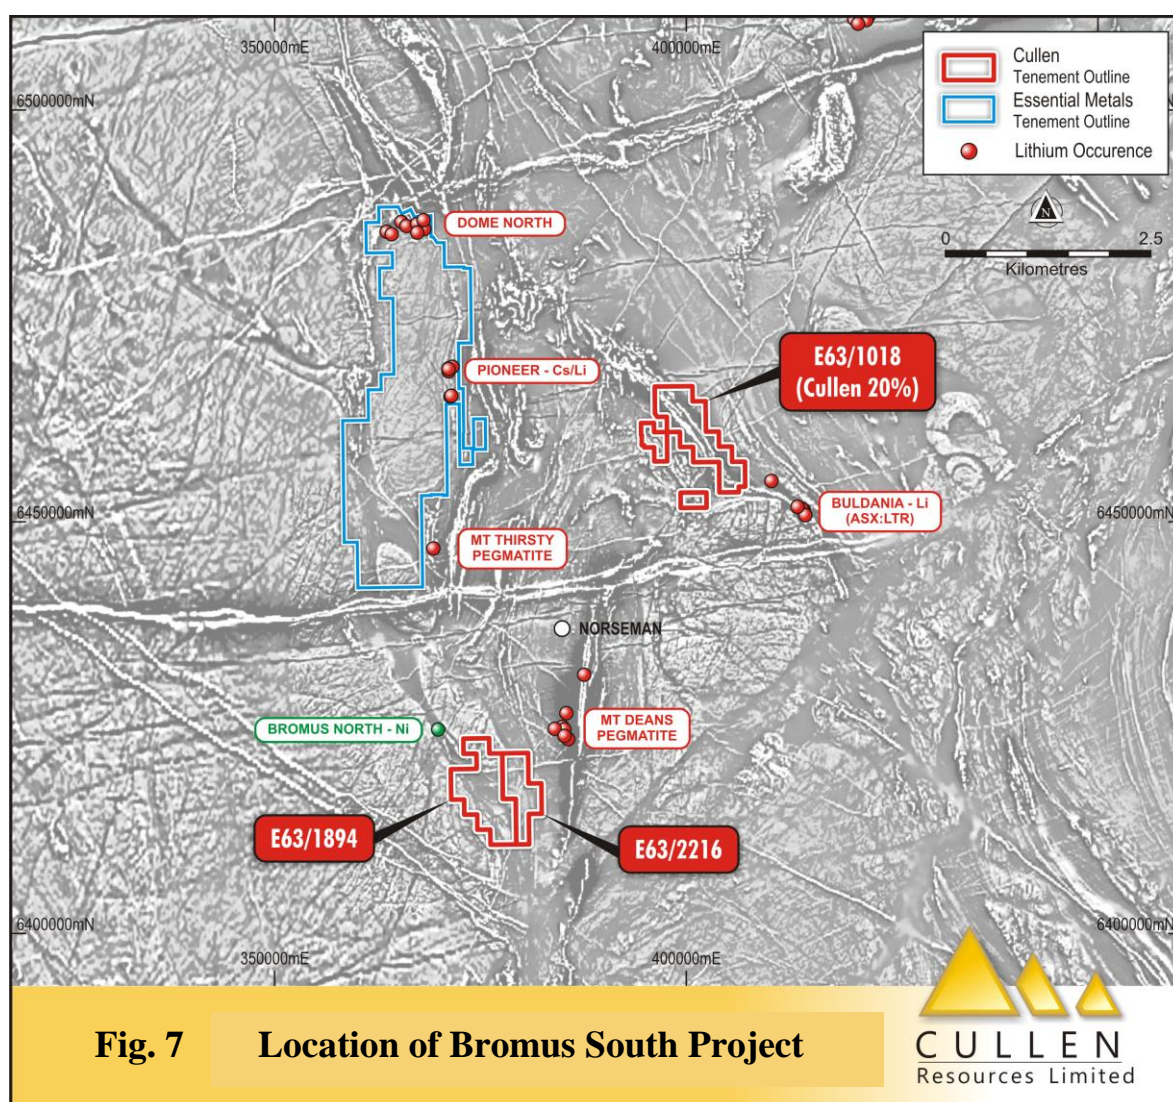 350000mE
400000mE
Cullen
Tenement Outline
Essential Metals
Tenement Outline
Lithium Occurence
6500000mN
N
DOME NORTH
0
2.5
Kilometres
E63/1018
(Cullen 20%)
PIONEER - Cs/Li
BULDANIA - Li
(ASX:LTR)
6450000mN
6450000mN
MT THIRSTY
PEGMATITE
NORSEMAN
BROMUS NORTH - Ni
MT DEANS
PEGMATITE
E63/1894
E63/2216
6400000mN
6400000mN
350000mE
400000mE
Fig. 7 Location of Bromus South Project
CULLEN
Resources Limited